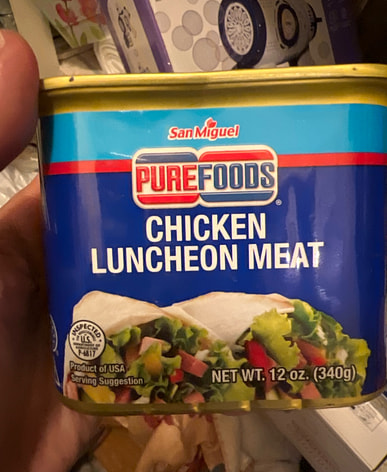 San Miguel
PUREFOODS®
CHICKEN
LUNCHEON MEAT
INSPECTED
U.S.
P-4817
Product of USA
Serving Suggestion
NET WT. 12 oz. (340g)